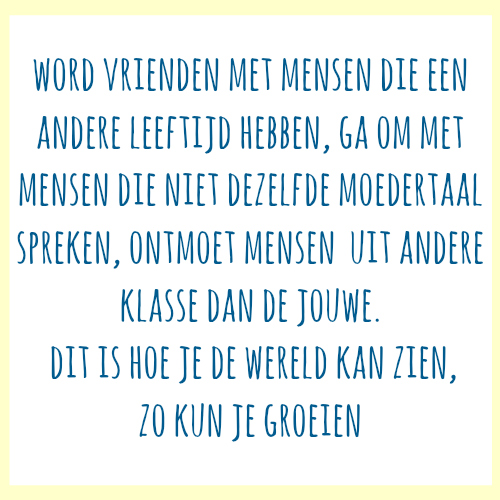 WORD VRIENDEN MET MENSEN DIE EEN
ANDERE LEEFTIJD HEBBEN, GA OM MET
MENSEN DIE NIET DEZELFDE MOEDERTAAL
SPREKEN, ONTMOET MENSEN UIT ANDERE
KLASSE DAN DE JOUWE.
DIT IS HOE JE DE WERELD KAN ZIEN,
ZO KUN JE GROEIEN